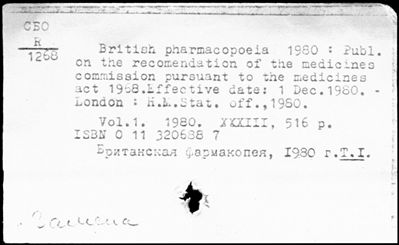 СБО
R
1268
British pharmacopoeia 1980 : Publ.
on the recomendation of the medicines
commission pursuant to the medicines
act 1968.Effective date: 1 Dec.1980. -
London : H.M.Stat. off.,1980.
Vol.1. 1980. XXXIII, 516 p.
ISBN 0 11 320688 7
Британская фармакопея, 1980 г.Т.I.
Замена